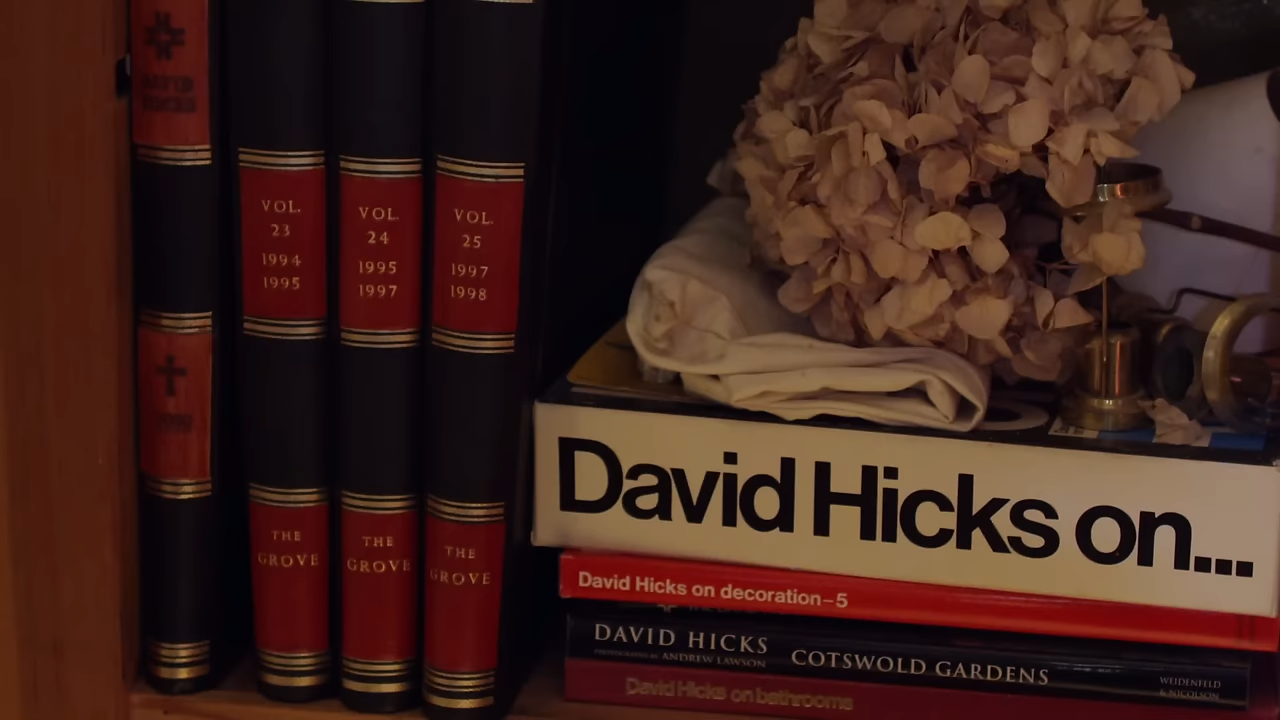 DAVID
HICKS
VOL.
23
1994
1995
THE
GROVE
VOL.
24
1995
1997
THE
GROVE
VOL.
25
1997
1998
THE
GROVE
David Hicks on...
David Hicks on decoration–5
DAVID HICKS COTSWOLD GARDENS
PHOTOGRAPHS BY ANDREW LAWSON
WEIDENFELD
& NICOLSON
David Hicks on bathrooms